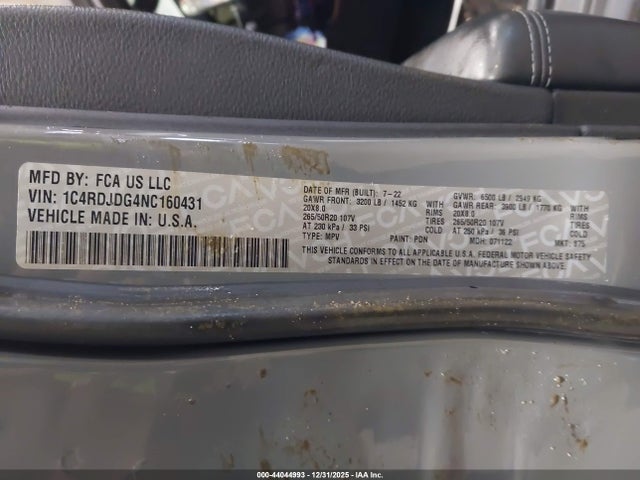 MFD BY: FCA US LLC
VIN: 1C4RDJDG4NC160431
VEHICLE MADE IN: U.S.A.
DATE OF MFR (BUILT): 7-22
GAWR FRONT: 3200 LB / 1452 KG
20X8.0 RIMS
265/50R20 107V TIRES
AT 230 kPa / 33 PSI COLD
TYPE: MPV PAINT: PDN
GVWR: 6500 LB / 2949 KG
GAWR REAR: 3900 LB / 1770 KG
20X8.0 RIMS
265/50R20 107V TIRES
AT 250 kPa / 36 PSI COLD
MDH: 071122 MKT: 875
THIS VEHICLE CONFORMS TO ALL APPLICABLE U.S.A. FEDERAL MOTOR VEHICLE SAFETY
STANDARDS IN EFFECT ON THE DATE OF MANUFACTURE SHOWN ABOVE.
000-44044993 - 12/31/2025 - IAA Inc.